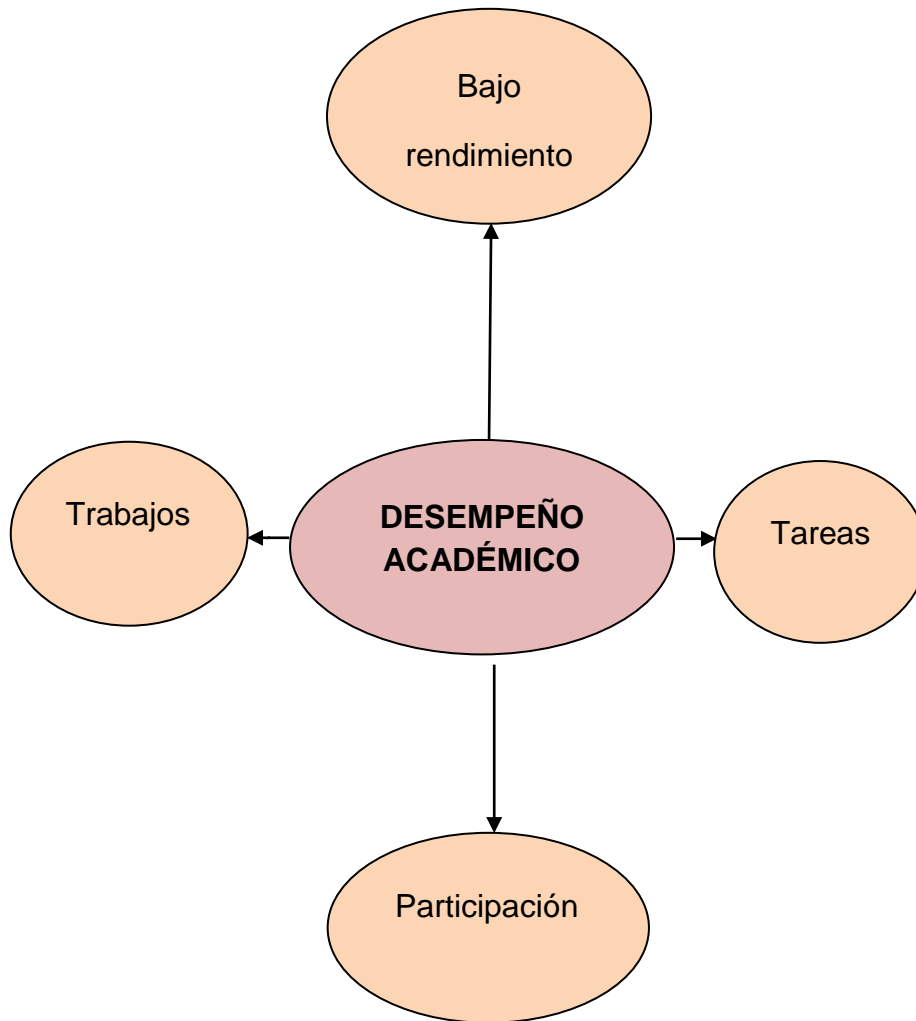 Bajo
rendimiento
Trabajos
DESEMPEÑO
ACADÉMICO
Tareas
Participación